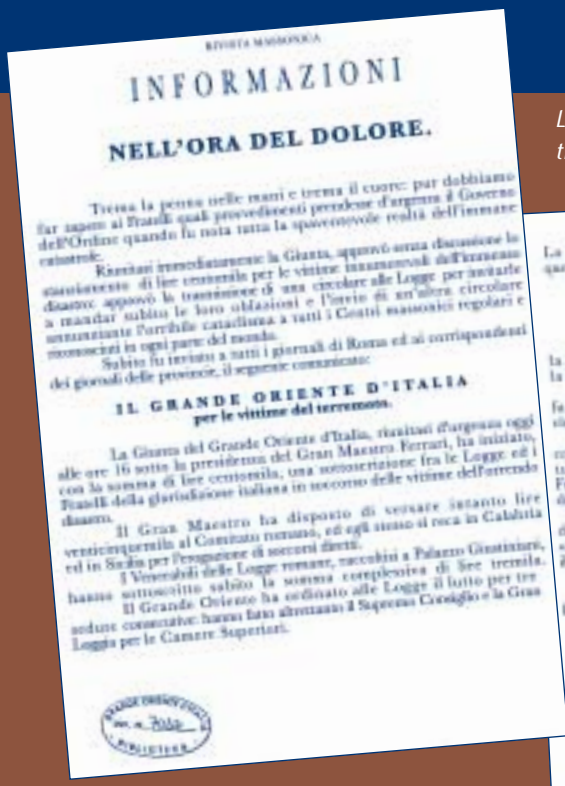 RIVISTA MASSONICA
INFORMAZIONI
NELL'ORA DEL DOLORE.
Trema la penna nelle mani e trema il cuore: pur dobbiamo
far sapere ai Fratelli quali provvedimenti prendesse d'urgenza il Governo
dell'Ordine quando fu nota tutta la spaventevole realtà dell'immane
catastrofe.
Riunitasi immediatamente la Giunta, approvò senza discussione lo
stanziamento di lire centomila per le vittime innumerevoli dell'immenso
disastro: approvò la trasmissione di una circolare alle Logge per invitarle
a mandar subito le loro oblazioni e l'invio di un'altra circolare
annunziante l'orribile cataclisma a tutti i Centri massonici regolari e
riconosciuti in ogni parte del mondo.
Subito fu inviato a tutti i giornali di Roma ed ai corrispondenti
dei giornali delle provincie, il seguente comunicato:
IL GRANDE ORIENTE D'ITALIA
per le vittime del terremoto.
La Giunta del Grande Oriente d'Italia, riunitasi d'urgenza oggi
alle ore 16 sotto la presidenza del Gran Maestro Ferrari, ha iniziato,
con la somma di lire centomila, una sottoscrizione fra le Logge ed i
Fratelli della giurisdizione italiana in soccorso delle vittime dell'orrendo
disastro.
Il Gran Maestro ha disposto di versare intanto lire
venticinquemila al Comitato romano, ed egli stesso si reca in Calabria
ed in Sicilia per l'erogazione di soccorsi diretti.
I Venerabili delle Logge romane, raccoltisi a Palazzo Giustiniani,
hanno sottoscritto subito la somma complessiva di lire tremila.
Il Grande Oriente ha ordinato alle Logge il lutto per tre
sedute consecutive: hanno fatto altrettanto il Supremo Consiglio e la Gran
Loggia per le Camere Superiori.
GRANDE ORIENTE D'ITALIA
BIBLIOTECA
La
la
la